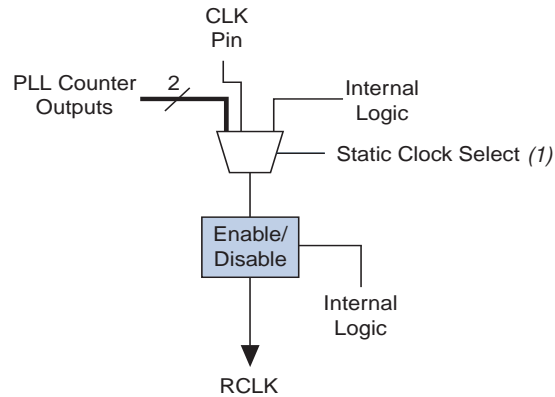 CLK
Pin
PLL Counter
Outputs
2
Internal
Logic
Static Clock Select (1)
Enable/
Disable
Internal
Logic
RCLK